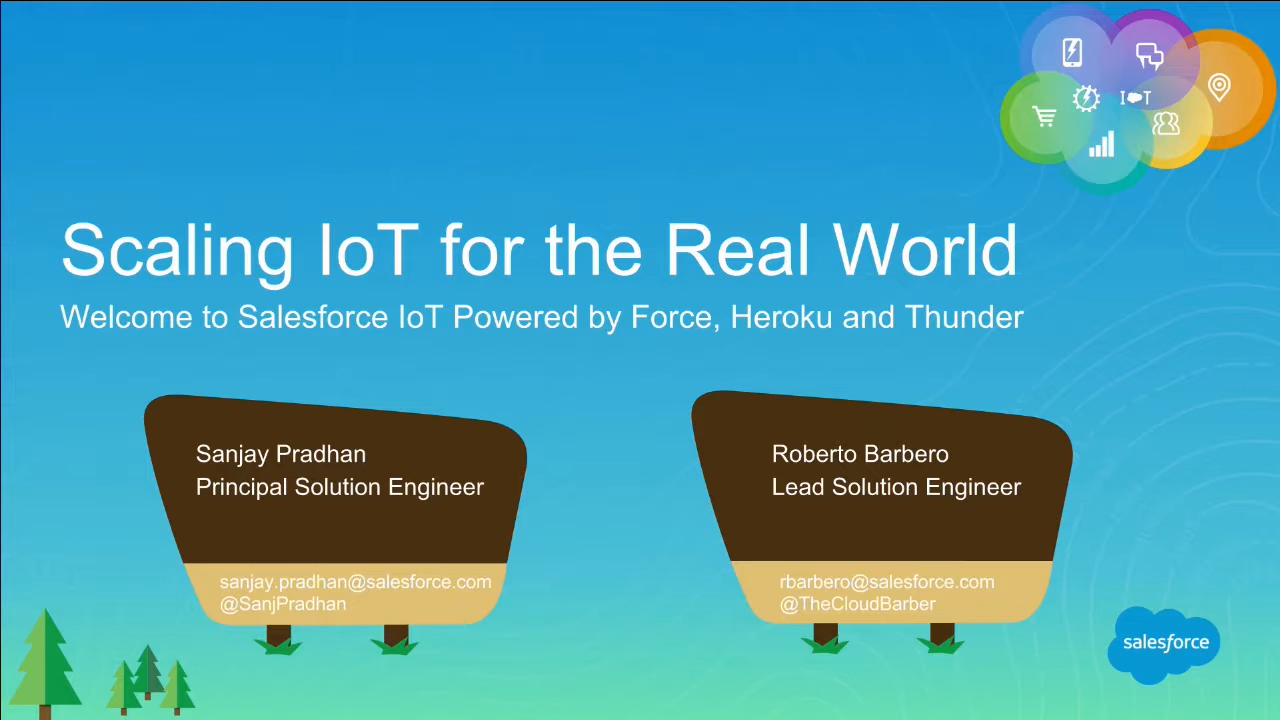 IoT
Scaling IoT for the Real World
Welcome to Salesforce IoT Powered by Force, Heroku and Thunder
Sanjay Pradhan
Principal Solution Engineer
sanjay.pradhan@salesforce.com
@SanjPradhan
Roberto Barbero
Lead Solution Engineer
rbarbero@salesforce.com
@TheCloudBarber
salesforce